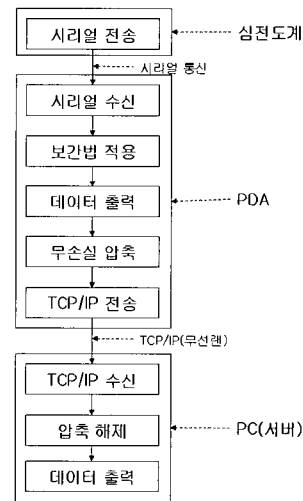 시리얼 전송
심전도계
시리얼 통신
시리얼 수신
보간법 적용
데이터 출력
PDA
무손실 압축
TCP/IP 전송
TCP/IP(무선랜)
TCP/IP 수신
압축 해제
PC(서버)
데이터 출력